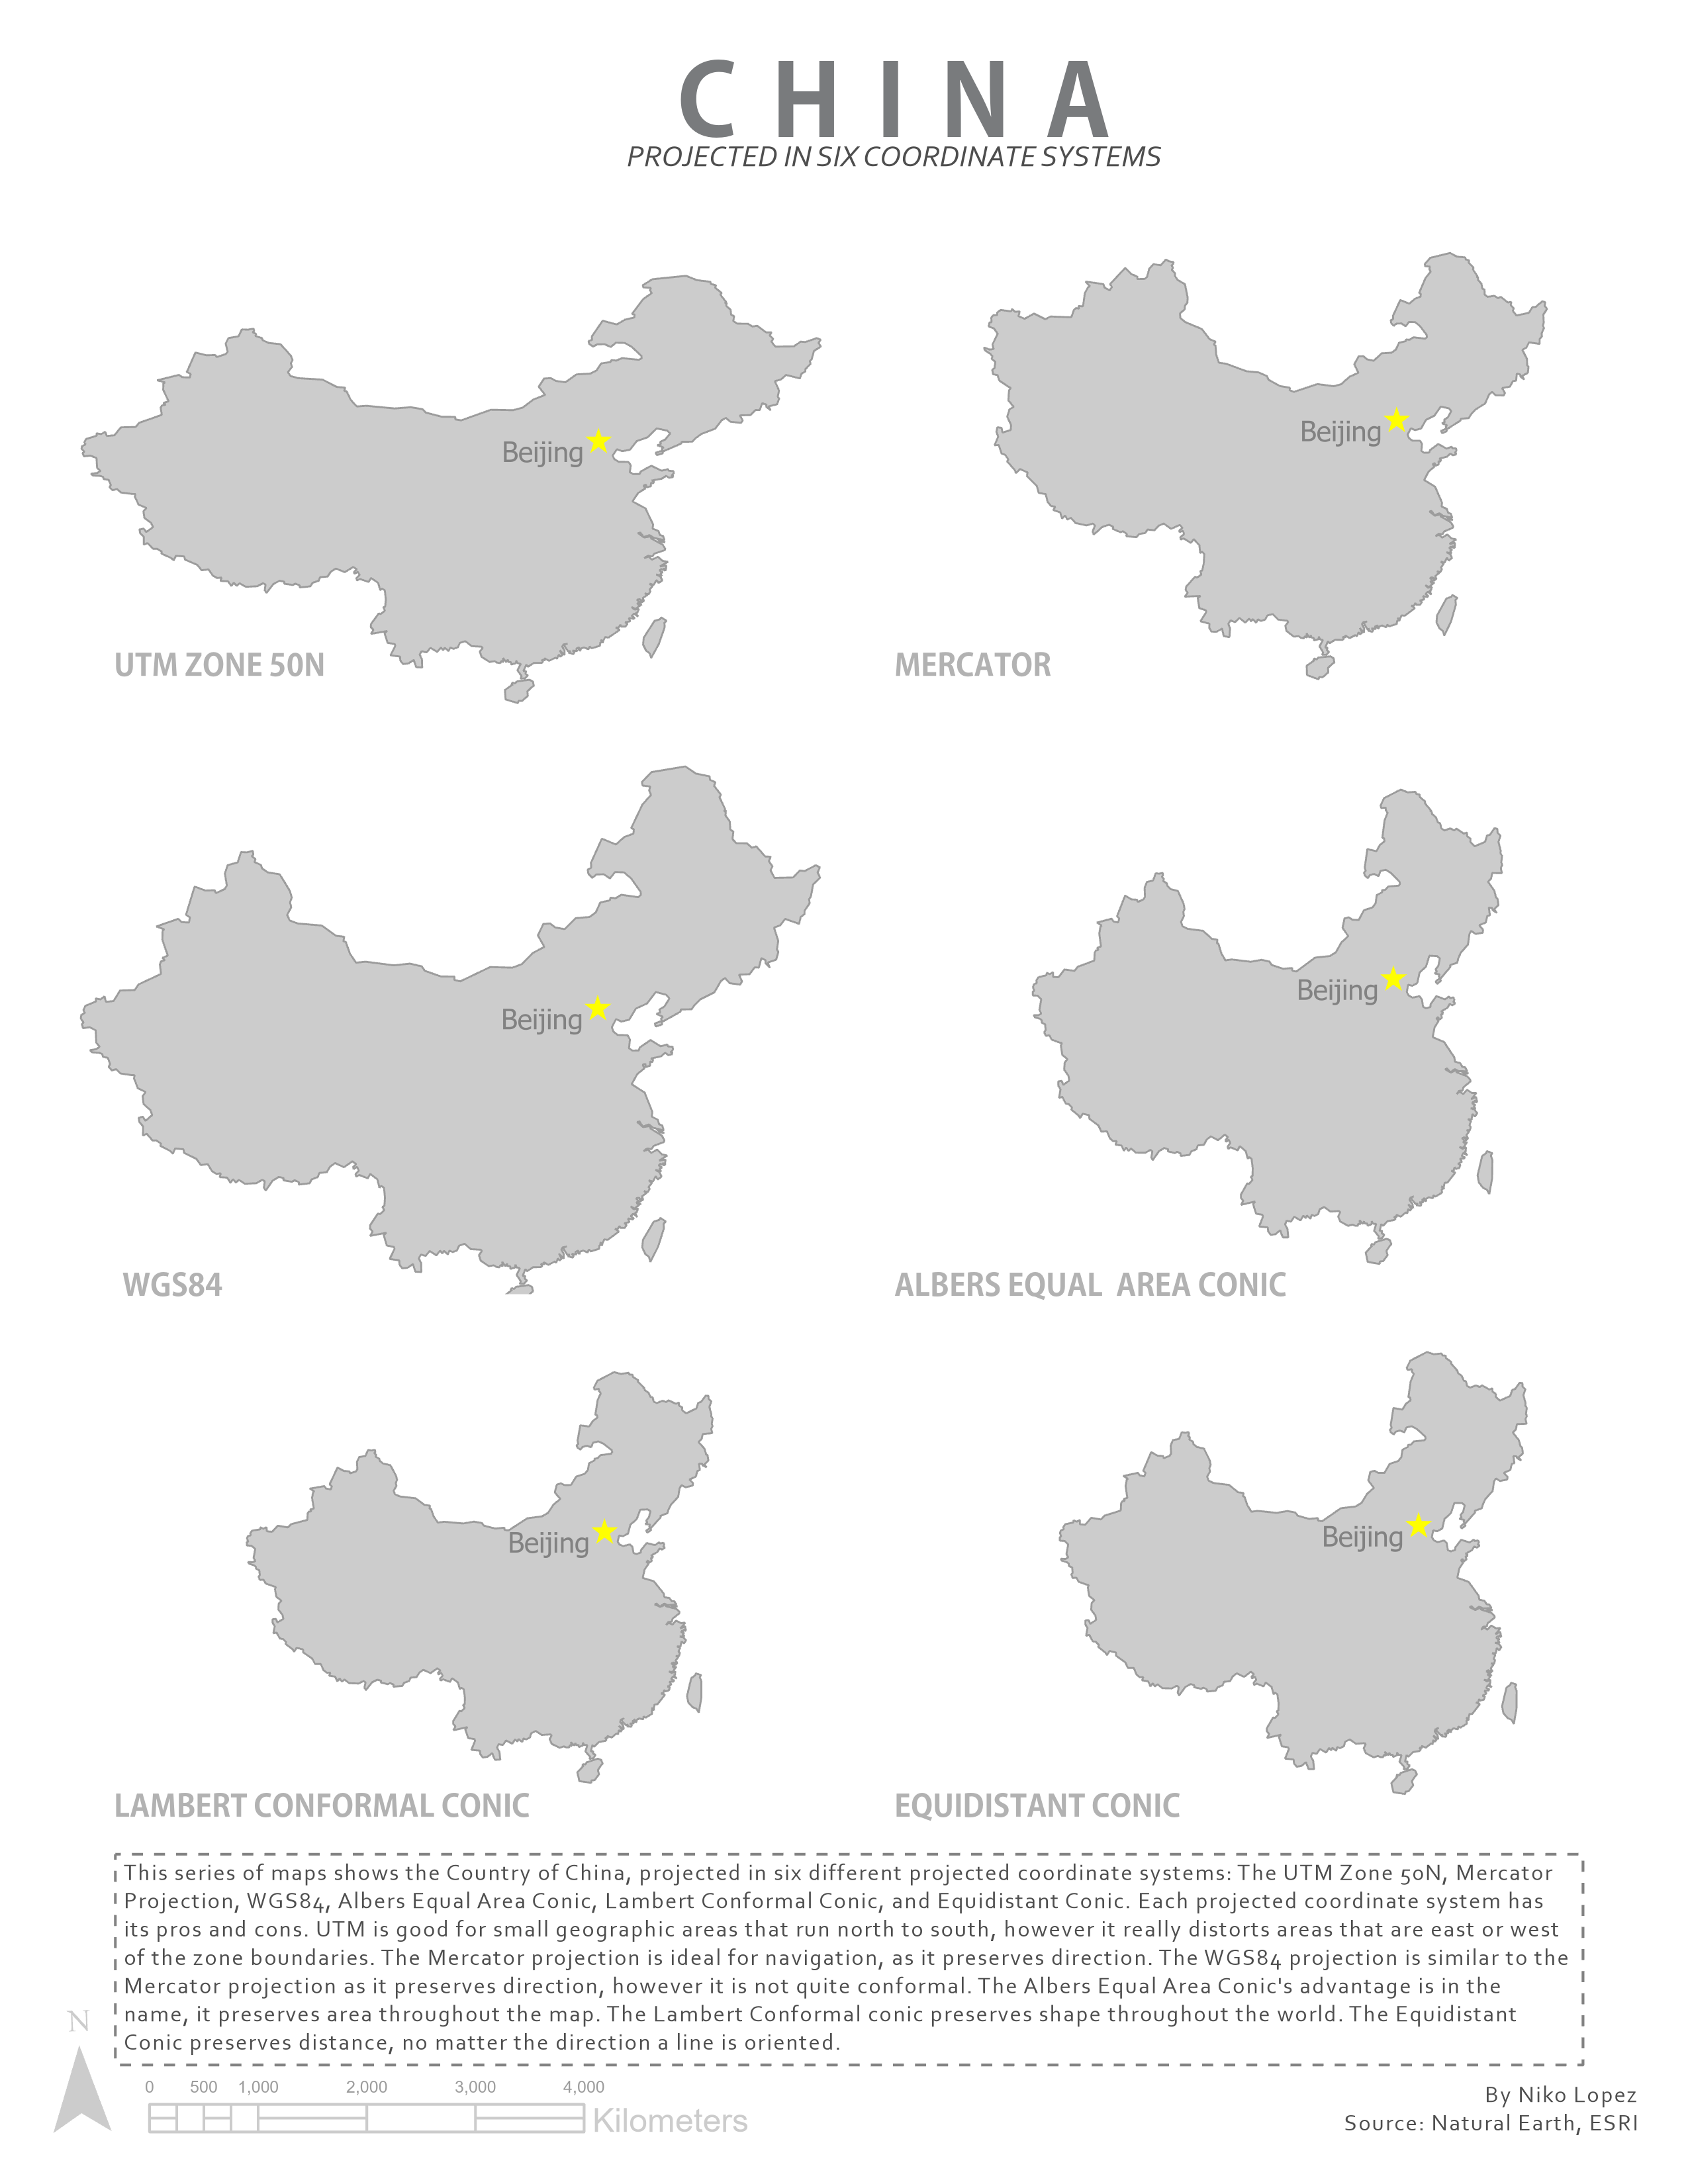 CHINA
PROJECTED IN SIX COORDINATE SYSTEMS
Beijing
UTM ZONE 50N
Beijing
MERCATOR
Beijing
WGS84
Beijing
ALBERS EQUAL  AREA CONIC
Beijing
LAMBERT CONFORMAL CONIC
Beijing
EQUIDISTANT CONIC
This series of maps shows the Country of China, projected in six different projected coordinate systems: The UTM Zone 50N, Mercator
Projection, WGS84, Albers Equal Area Conic, Lambert Conformal Conic, and Equidistant Conic. Each projected coordinate system has
its pros and cons. UTM is good for small geographic areas that run north to south, however it really distorts areas that are east or west
of the zone boundaries. The Mercator projection is ideal for navigation, as it preserves direction. The WGS84 projection is similar to the
Mercator projection as it preserves direction, however it is not quite conformal. The Albers Equal Area Conic's advantage is in the
name, it preserves area throughout the map. The Lambert Conformal conic preserves shape throughout the world. The Equidistant
Conic preserves distance, no matter the direction a line is oriented.
N
0 500 1,000 2,000 3,000 4,000
Kilometers
By Niko Lopez
Source: Natural Earth, ESRI